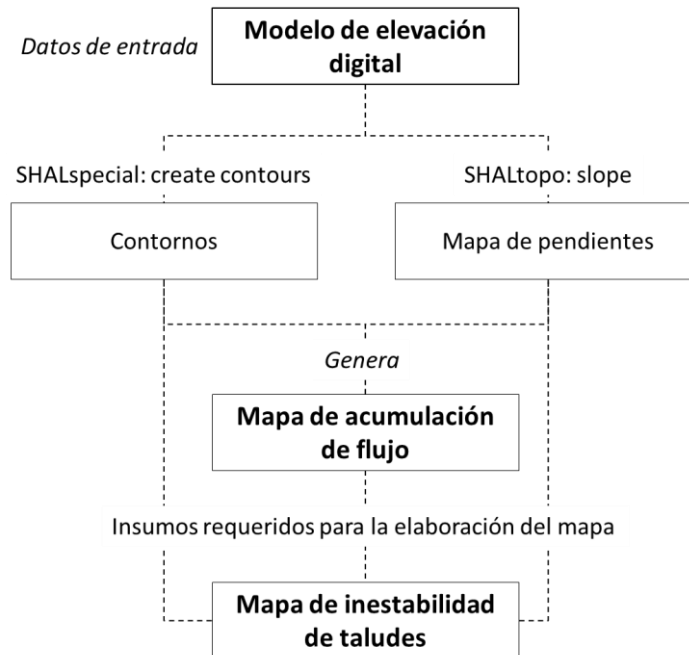 Datos de entrada
Modelo de elevación
digital
SHALspecial: create contours
SHALtopo: slope
Contornos
Mapa de pendientes
Genera
Mapa de acumulación
de flujo
Insumos requeridos para la elaboración del mapa
Mapa de inestabilidad
de taludes